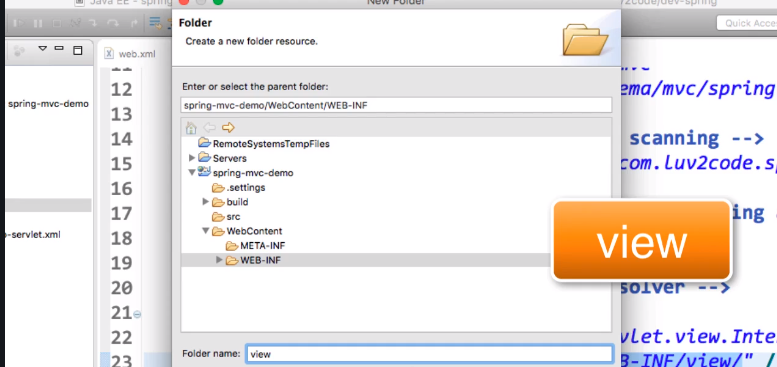 Java EE - spring
New Folder
v2code/dev-spring
Folder
Create a new folder resource.
Quick Acce
web.xml
Enter or select the parent folder:
spring-mvc-demo/WebContent/WEB-INF
spring-mvc-demo
-servlet.xml
RemoteSystemsTempFiles
Servers
spring-mvc-demo
.settings
build
src
WebContent
META-INF
WEB-INF
Folder name: view
11
12
13
14
15
16
17
18
19
20
21
22
23
ema/mvc/spring
scanning -->
com.luv2code.sp
ing a
solver -->
vlet.view.Inte
B-INF/view/" /
view